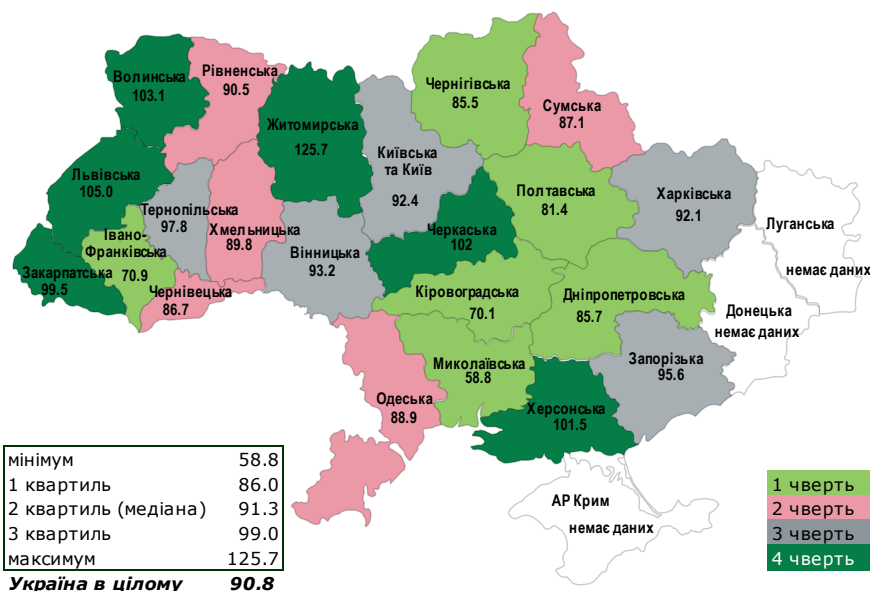 Волинська
103.1
Рівненська
90.5
Житомирська
125.7
Київська
та Київ
92.4
Чернігівська
85.5
Сумська
87.1
Львівська
105.0
Тернопільська
97.8
Хмельницька
89.8
Вінницька
93.2
Черкаська
102
Полтавська
81.4
Харківська
92.1
Луганська
немає даних
Закарпатська
99.5
Івано-
Франківська
70.9
Чернівецька
86.7
Кіровоградська
70.1
Дніпропетровська
85.7
Донецька
немає даних
Одеська
88.9
Миколаївська
58.8
Херсонська
101.5
Запорізька
95.6
АР Крим
немає даних
мінімум 58.8
1 квартиль 86.0
2 квартиль (медіана) 91.3
3 квартиль 99.0
максимум 125.7
Україна в цілому 90.8
1 чверть
2 чверть
3 чверть
4 чверть